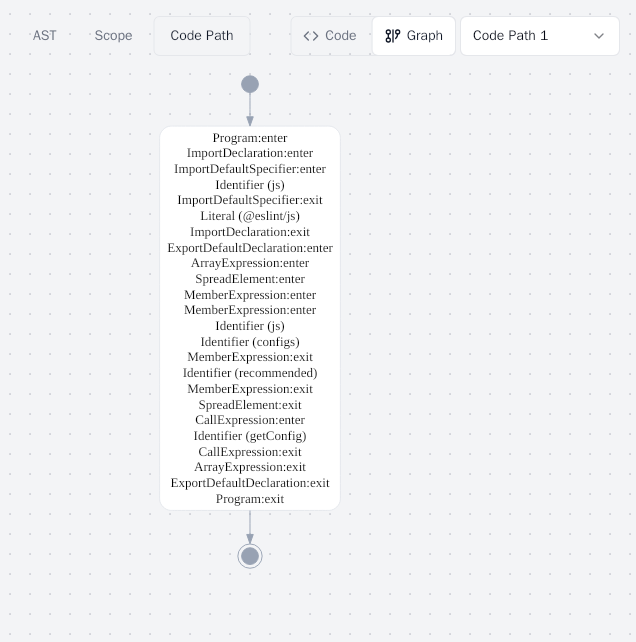 AST Scope Code Path Code Graph Code Path 1
Program:enter
ImportDeclaration:enter
ImportDefaultSpecifier:enter
Identifier (js)
ImportDefaultSpecifier:exit
Literal (@eslint/js)
ImportDeclaration:exit
ExportDefaultDeclaration:enter
ArrayExpression:enter
SpreadElement:enter
MemberExpression:enter
MemberExpression:enter
Identifier (js)
Identifier (configs)
MemberExpression:exit
Identifier (recommended)
MemberExpression:exit
SpreadElement:exit
CallExpression:enter
Identifier (getConfig)
CallExpression:exit
ArrayExpression:exit
ExportDefaultDeclaration:exit
Program:exit